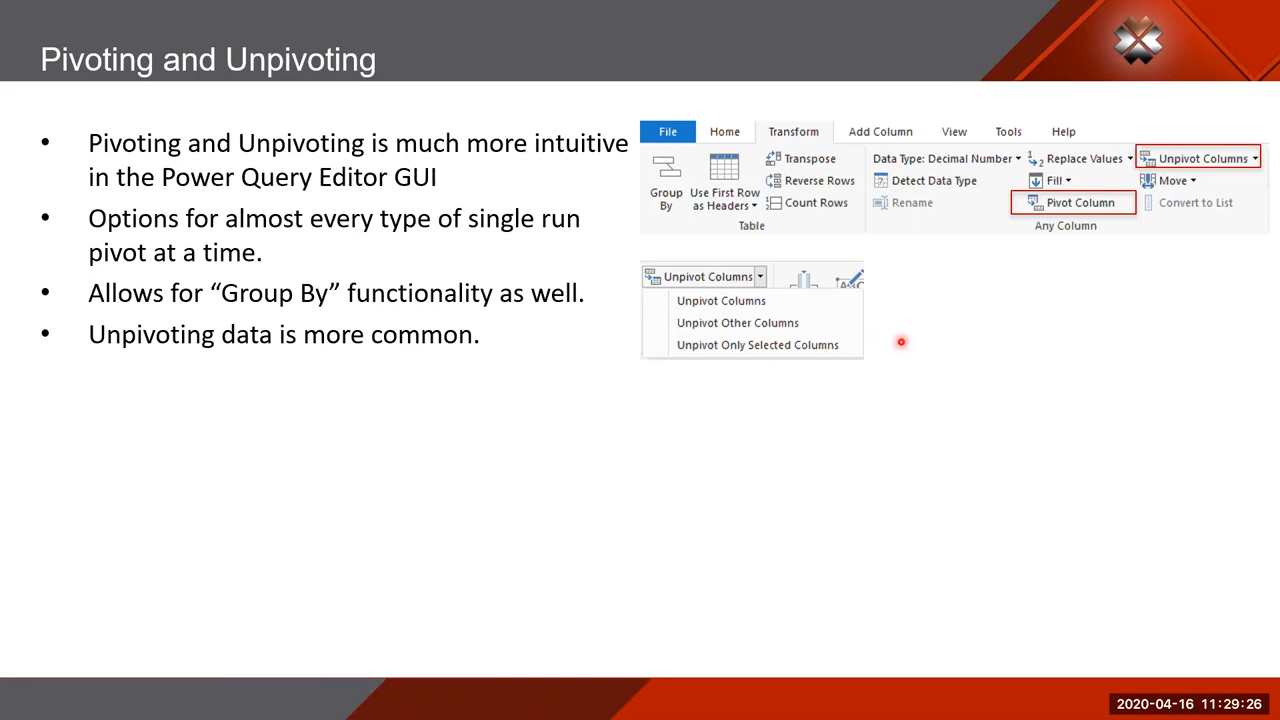 Pivoting and Unpivoting
• Pivoting and Unpivoting is much more intuitive
in the Power Query Editor GUI
• Options for almost every type of single run
pivot at a time.
• Allows for “Group By” functionality as well.
• Unpivoting data is more common.
File Home Transform Add Column View Tools Help
Group
By
Use First Row
as Headers
Transpose
Reverse Rows
Count Rows
Table
Data Type: Decimal Number
Detect Data Type
Rename
Replace Values
Fill
Pivot Column
Unpivot Columns
Move
Convert to List
Any Column
Unpivot Columns
Unpivot Columns
Unpivot Other Columns
Unpivot Only Selected Columns
2020-04-16 11:29:26